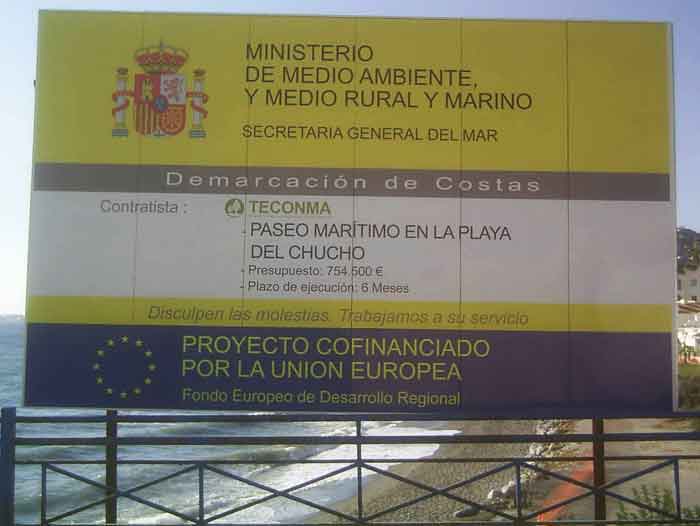 MINISTERIO
DE MEDIO AMBIENTE,
Y MEDIO RURAL Y MARINO
SECRETARIA GENERAL DEL MAR
Demarcación de Costas
Contratista : TECONMA
- PASEO MARÍTIMO EN LA PLAYA
DEL CHUCHO
- Presupuesto: 754.500 €
- Plazo de ejecución: 6 Meses
Disculpen las molestias. Trabajamos a su servicio
PROYECTO COFINANCIADO
POR LA UNION EUROPEA
Fondo Europeo de Desarrollo Regional